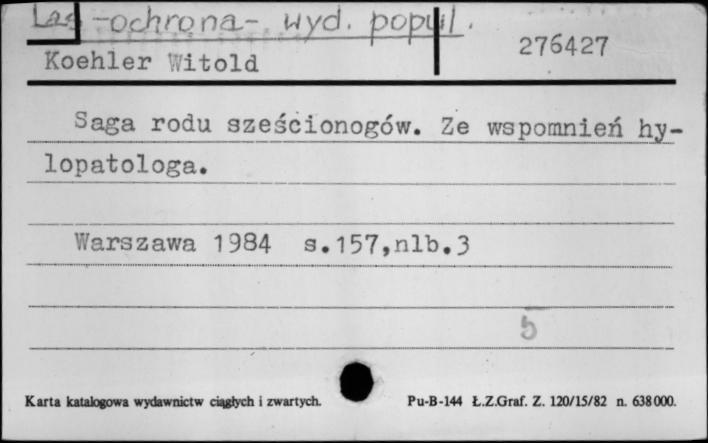 Las -ochrona- wyd. popul.
276427
Koehler Witold
Saga rodu sześcionogów. Ze wspomnień hy-
lopatologa.
Warszawa 1984 s.157,nlb.3
5
Karta katalogowa wydawnictw ciągłych i zwartych.
Pu-B-144 Ł.Z.Graf. Z. 120/15/82 n. 638000.